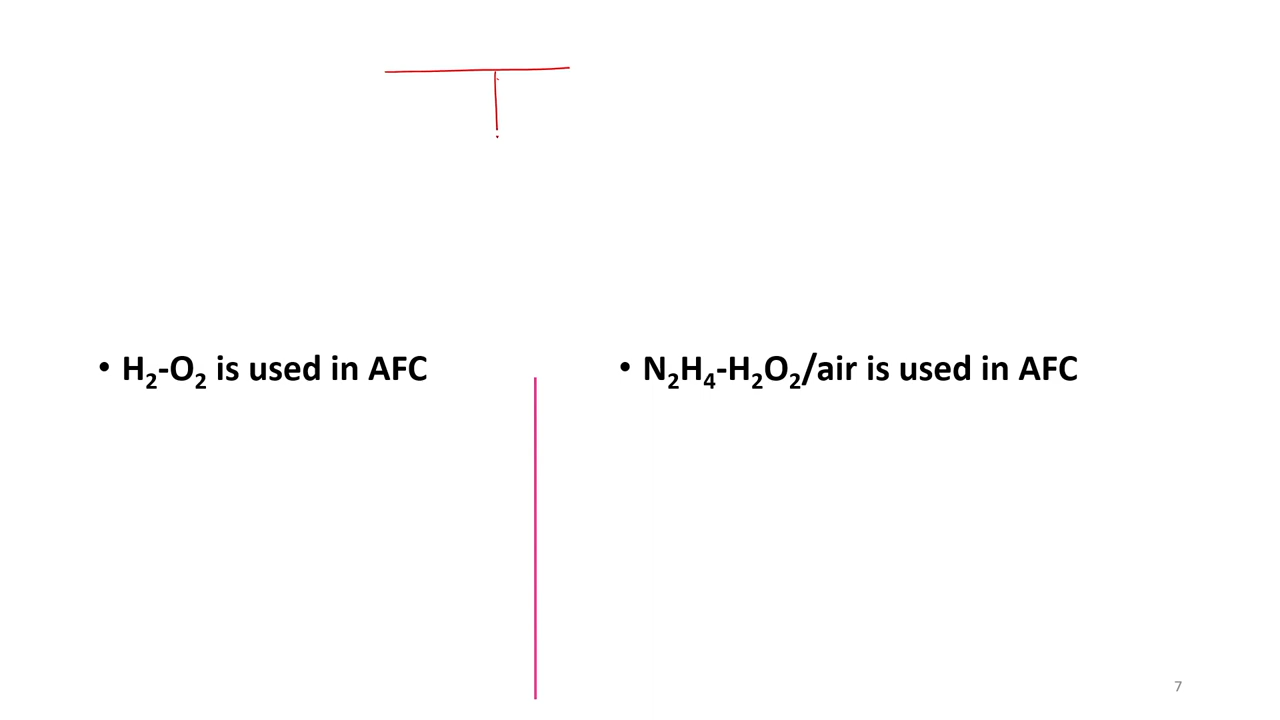 • H₂-O₂ is used in AFC
• N₂H₄-H₂O₂/air is used in AFC
7